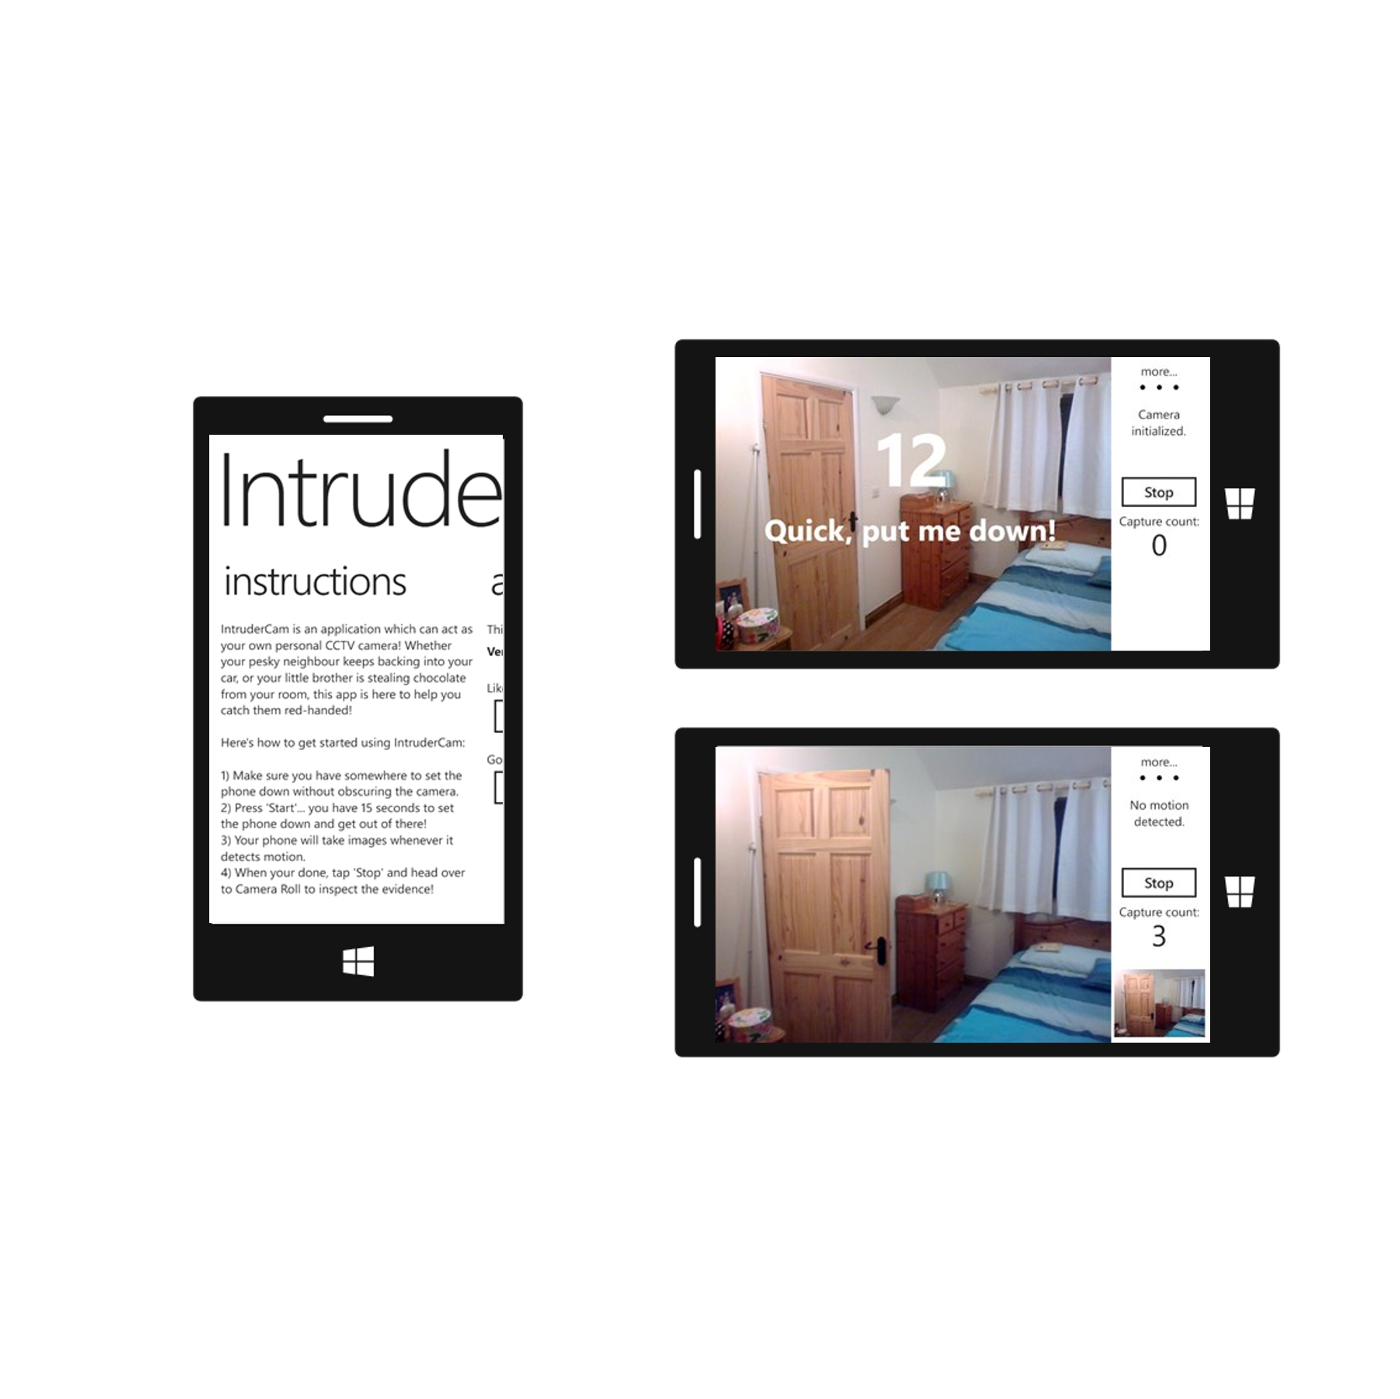 Intrude
instructions
a
IntruderCam is an application which can act as
your own personal CCTV camera! Whether
your pesky neighbour keeps backing into your
car, or your little brother is stealing chocolate
from your room, this app is here to help you
catch them red-handed!
Here's how to get started using IntruderCam:
1) Make sure you have somewhere to set the
phone down without obscuring the camera.
2) Press 'Start'... you have 15 seconds to set
the phone down and get out of there!
3) Your phone will take images whenever it
detects motion.
4) When your done, tap 'Stop' and head over
to Camera Roll to inspect the evidence!
Thi
Ver
Lik
Go
12
Quick, put me down!
more...
Camera
initialized.
Stop
Capture count:
0
more...
No motion
detected.
Stop
Capture count:
3